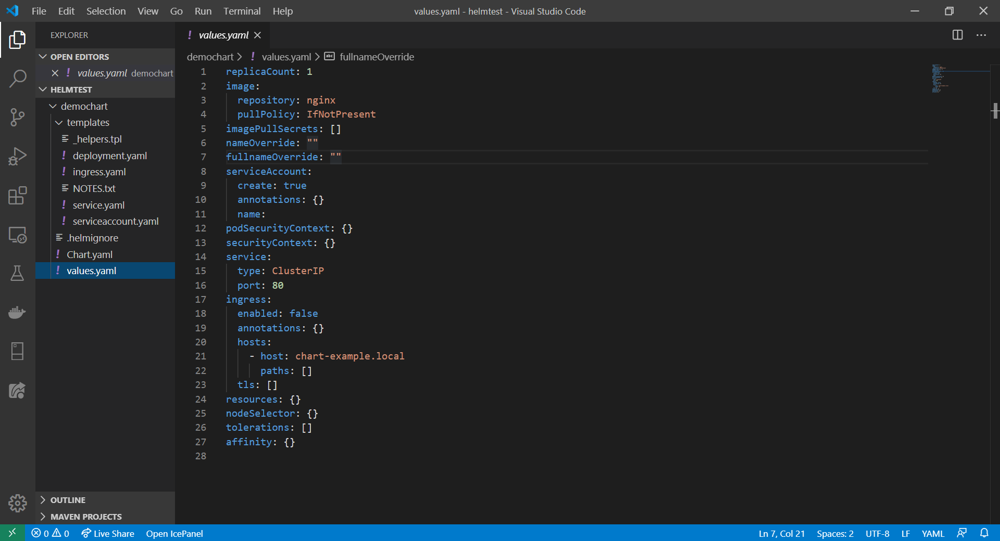 File Edit Selection View Go Run Terminal Help
values.yaml - helmtest - Visual Studio Code
EXPLORER
OPEN EDITORS
! values.yaml demochart
HELMTEST
demochart
templates
_helpers.tpl
! deployment.yaml
! ingress.yaml
NOTES.txt
! service.yaml
! serviceaccount.yaml
.helmignore
! Chart.yaml
! values.yaml
OUTLINE
MAVEN PROJECTS
! values.yaml
demochart > ! values.yaml > abc fullnameOverride
1 replicaCount: 1
2 image:
3   repository: nginx
4   pullPolicy: IfNotPresent
5 imagePullSecrets: []
6 nameOverride: ""
7 fullnameOverride: ""
8 serviceAccount:
9   create: true
10   annotations: {}
11   name:
12 podSecurityContext: {}
13 securityContext: {}
14 service:
15   type: ClusterIP
16   port: 80
17 ingress:
18   enabled: false
19   annotations: {}
20   hosts:
21     - host: chart-example.local
22       paths: []
23   tls: []
24 resources: {}
25 nodeSelector: {}
26 tolerations: []
27 affinity: {}
28
0 0 Live Share Open IcePanel
Ln 7, Col 21 Spaces: 2 UTF-8 LF YAML